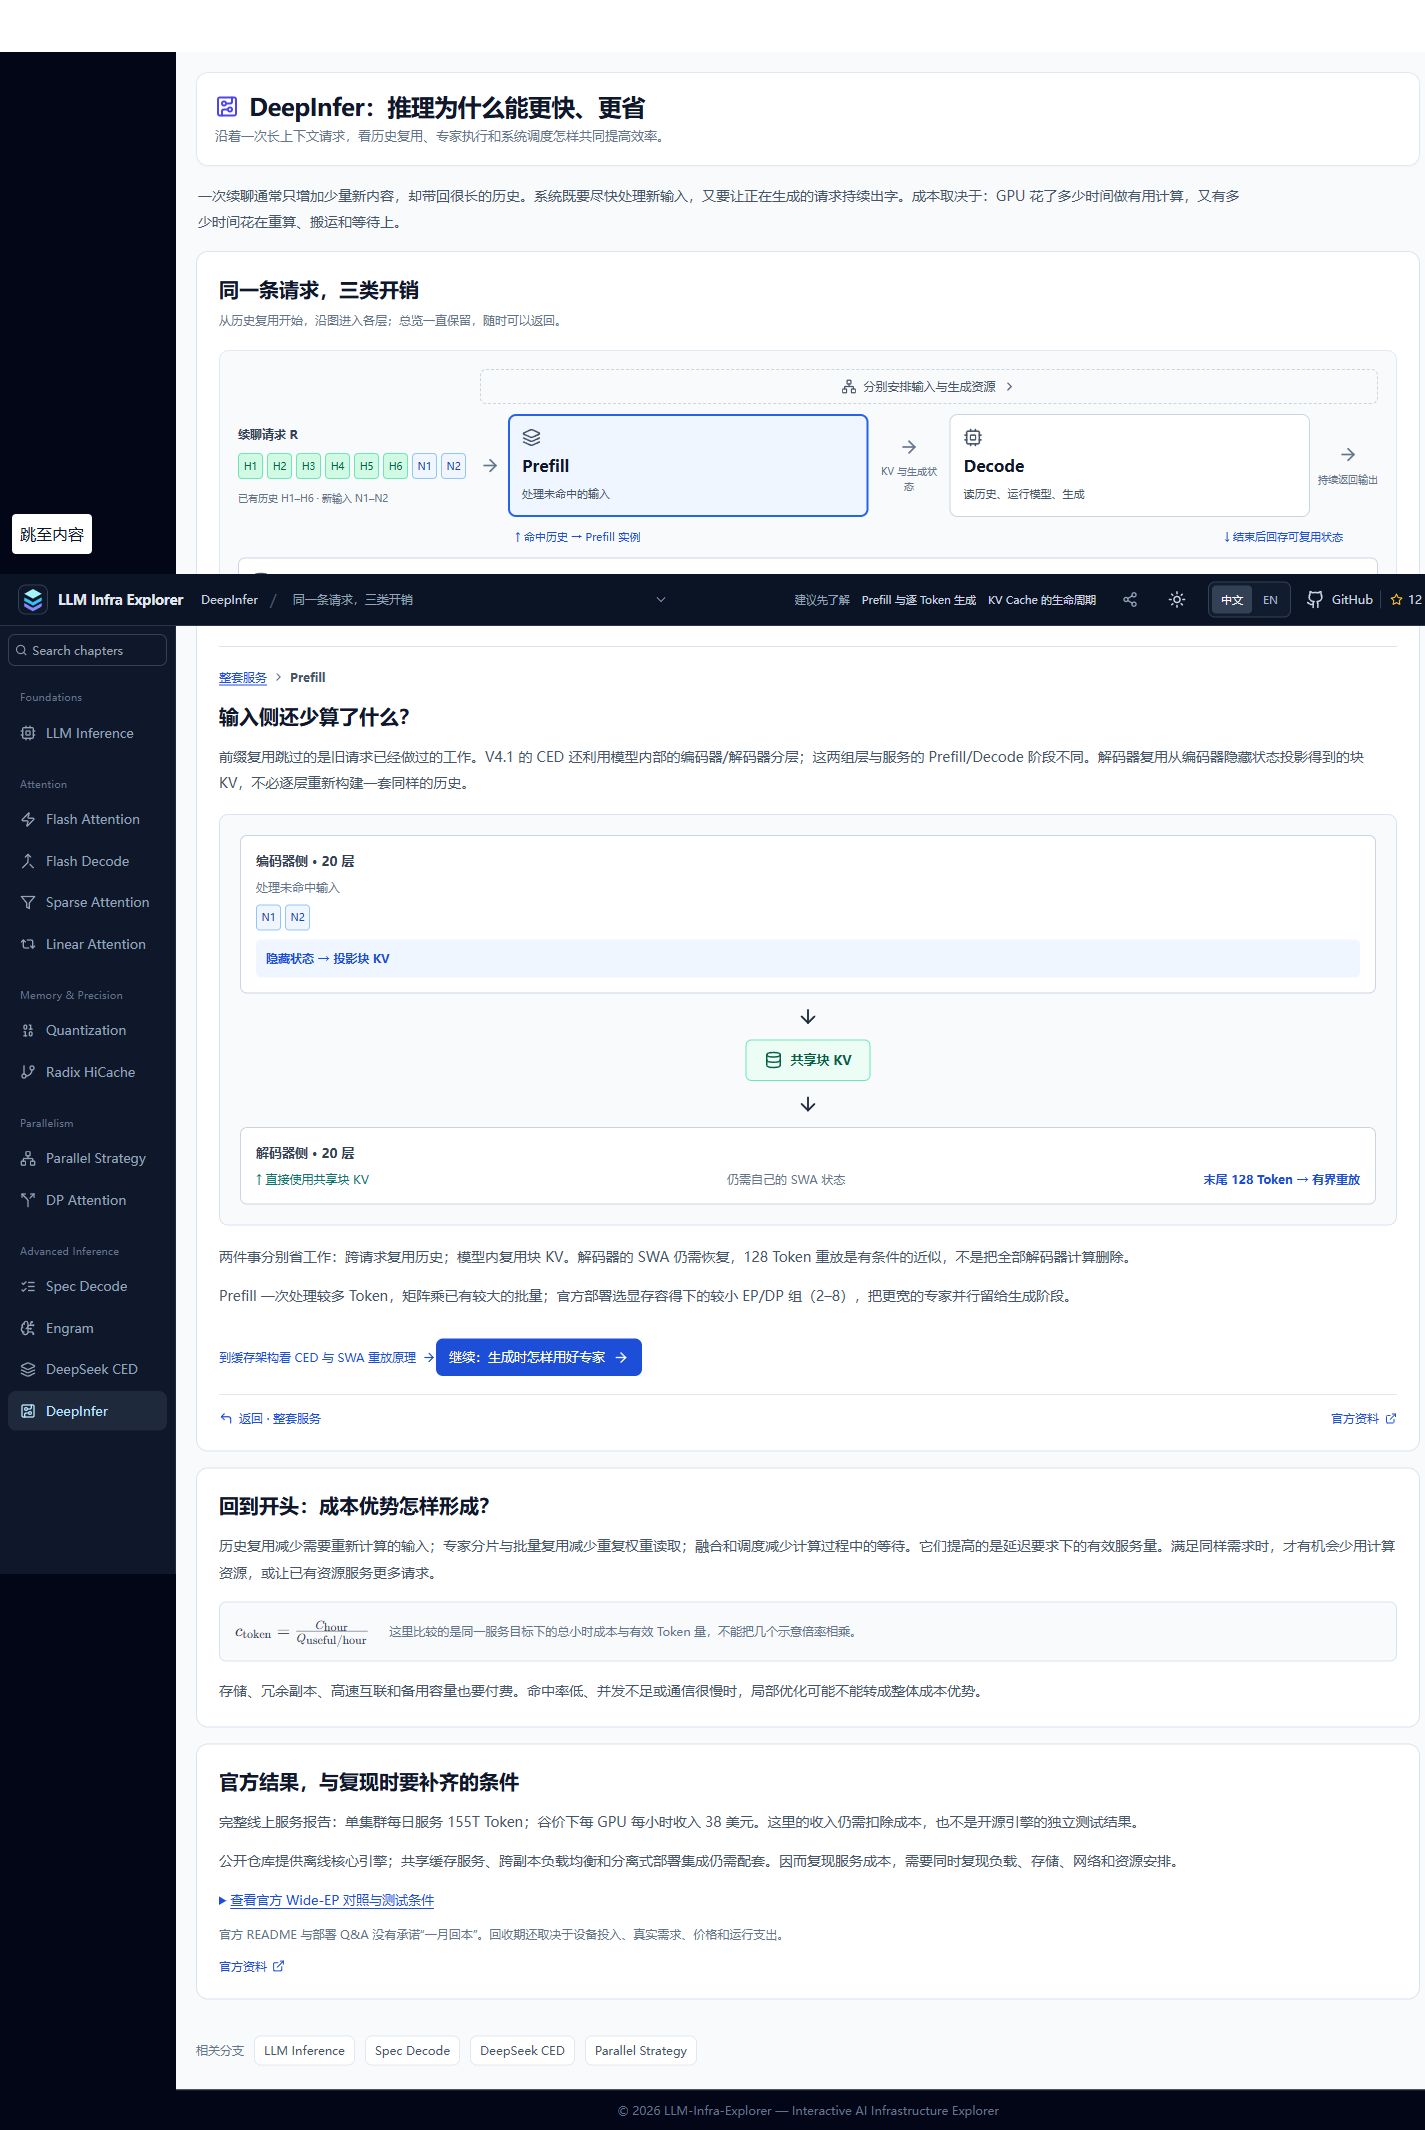 DeepInfer：推理为什么能更快、更省
沿着一次长上下文请求，看历史复用、专家执行和系统调度怎样共同提高效率。
一次续聊通常只增加少量新内容，却带回很长的历史。系统既要尽快处理新输入，又要让正在生成的请求持续出字。成本取决于：GPU 花了多少时间做有用计算，又有多
少时间花在重算、搬运和等待上。
同一条请求，三类开销
从历史复用开始，沿图进入各层；总览一直保留，随时可以返回。
分别安排输入与生成资源
续聊请求 R
H1 H2 H3 H4 H5 H6 N1 N2
已有历史 H1–H6 · 新输入 N1–N2
Prefill
处理未命中的输入
KV 与生成状
态
Decode
读历史、运行模型、生成
持续返回输出
↑ 命中历史 → Prefill 实例
↓ 结束后回存可复用状态
跳至内容
LLM Infra Explorer
DeepInfer / 同一条请求，三类开销
建议先了解 Prefill 与逐 Token 生成 KV Cache 的生命周期
中文 EN
GitHub
12
Search chapters
Foundations
LLM Inference
Attention
Flash Attention
Flash Decode
Sparse Attention
Linear Attention
Memory & Precision
Quantization
Radix HiCache
Parallelism
Parallel Strategy
DP Attention
Advanced Inference
Spec Decode
Engram
DeepSeek CED
DeepInfer
整套服务 > Prefill
输入侧还少算了什么？
前缀复用跳过的是旧请求已经做过的工作。V4.1 的 CED 还利用模型内部的编码器/解码器分层；这两组层与服务的 Prefill/Decode 阶段不同。解码器复用从编码器隐藏状态投影得到的块
KV，不必逐层重新构建一套同样的历史。
编码器侧 • 20 层
处理未命中输入
N1 N2
隐藏状态 → 投影块 KV
共享块 KV
解码器侧 • 20 层
↑ 直接使用共享块 KV
仍需自己的 SWA 状态
末尾 128 Token → 有界重放
两件事分别省工作：跨请求复用历史；模型内复用块 KV。解码器的 SWA 仍需恢复，128 Token 重放是有条件的近似，不是把全部解码器计算删除。
Prefill 一次处理较多 Token，矩阵乘已有较大的批量；官方部署选显存容得下的较小 EP/DP 组（2–8），把更宽的专家并行留给生成阶段。
到缓存架构看 CED 与 SWA 重放原理 →
继续：生成时怎样用好专家 →
返回 · 整套服务
官方资料
回到开头：成本优势怎样形成？
历史复用减少需要重新计算的输入；专家分片与批量复用减少重复权重读取；融合和调度减少计算过程中的等待。它们提高的是延迟要求下的有效服务量。满足同样需求时，才有机会少用计算
资源，或让已有资源服务更多请求。
c_token = C_hour / Q_useful/hour
这里比较的是同一服务目标下的总小时成本与有效 Token 量，不能把几个示意倍率相乘。
存储、冗余副本、高速互联和备用容量也要付费。命中率低、并发不足或通信很慢时，局部优化可能不能转成整体成本优势。
官方结果，与复现时要补齐的条件
完整线上服务报告：单集群每日服务 155T Token；谷价下每 GPU 每小时收入 38 美元。这里的收入仍需扣除成本，也不是开源引擎的独立测试结果。
公开仓库提供离线核心引擎；共享缓存服务、跨副本负载均衡和分离式部署集成仍需配套。因而复现服务成本，需要同时复现负载、存储、网络和资源安排。
▶ 查看官方 Wide-EP 对照与测试条件
官方 README 与部署 Q&A 没有承诺“一月回本”。回收期还取决于设备投入、真实需求、价格和运行支出。
官方资料
相关分支 LLM Inference Spec Decode DeepSeek CED Parallel Strategy
© 2026 LLM-Infra-Explorer — Interactive AI Infrastructure Explorer